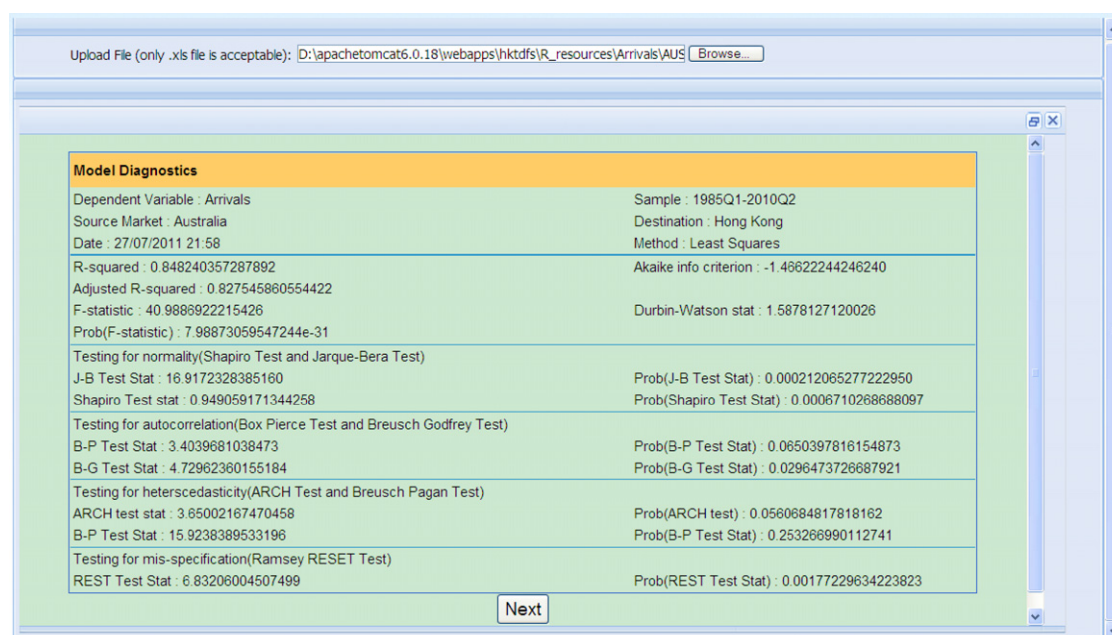 Upload File (only .xls file is acceptable): D:\apachetomcat6.0.18\webapps\hktdfs\R_resources\Arrivals\AUS Browse...
Model Diagnostics
Dependent Variable : Arrivals Sample : 1985Q1-2010Q2
Source Market : Australia Destination : Hong Kong
Date : 27/07/2011 21:58 Method : Least Squares
R-squared : 0.848240357287892 Akaike info criterion : -1.46622244246240
Adjusted R-squared : 0.827545860554422
F-statistic : 40.9886922215426 Durbin-Watson stat : 1.5878127120026
Prob(F-statistic) : 7.98873059547244e-31
Testing for normality(Shapiro Test and Jarque-Bera Test)
J-B Test Stat : 16.9172328385160 Prob(J-B Test Stat) : 0.000212065277222950
Shapiro Test stat : 0.949059171344258 Prob(Shapiro Test Stat) : 0.0006710268688097
Testing for autocorrelation(Box Pierce Test and Breusch Godfrey Test)
B-P Test Stat : 3.4039681038473 Prob(B-P Test Stat) : 0.0650397816154873
B-G Test Stat : 4.72962360155184 Prob(B-G Test Stat) : 0.0296473726687921
Testing for heterscedasticity(ARCH Test and Breusch Pagan Test)
ARCH test stat : 3.65002167470458 Prob(ARCH test) : 0.0560684817818162
B-P Test Stat : 15.9238389533196 Prob(B-P Test Stat) : 0.253266990112741
Testing for mis-specification(Ramsey RESET Test)
REST Test Stat : 6.83206004507499 Prob(REST Test Stat) : 0.00177229634223823
Next